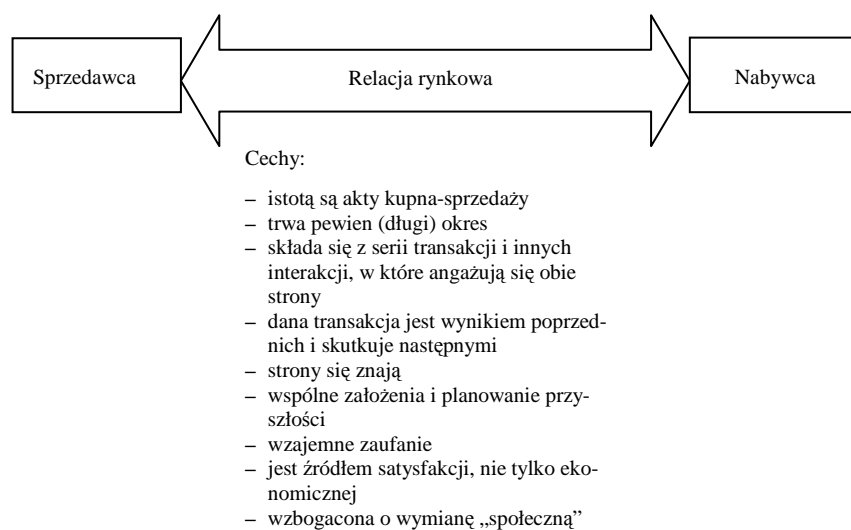 Sprzedawca
Relacja rynkowa
Nabywca
Cechy:
– istotą są akty kupna-sprzedaży
– trwa pewien (długi) okres
– składa się z serii transakcji i innych
interakcji, w które angażują się obie
strony
– dana transakcja jest wynikiem poprzed-
nich i skutkuje następnymi
– strony się znają
– wspólne założenia i planowanie przy-
szłości
– wzajemne zaufanie
– jest źródłem satysfakcji, nie tylko eko-
nomicznej
– wzbogacona o wymianę „społeczną”